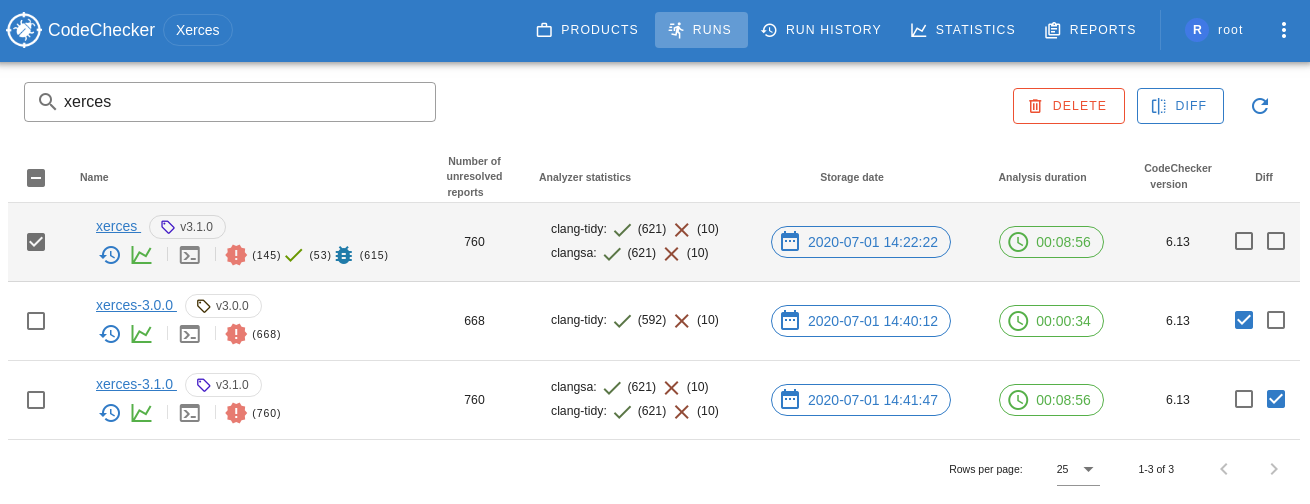 CodeChecker Xerces PRODUCTS RUNS RUN HISTORY STATISTICS REPORTS R root
xerces DELETE DIFF
Name Number of unresolved reports Analyzer statistics Storage date Analysis duration CodeChecker version Diff
xerces v3.1.0
(145) (53) (615)
760
clang-tidy: (621) (10)
clangsa: (621) (10)
2020-07-01 14:22:22 00:08:56 6.13
xerces-3.0.0 v3.0.0
(668)
668
clang-tidy: (592) (10)
2020-07-01 14:40:12 00:00:34 6.13
xerces-3.1.0 v3.1.0
(760)
760
clangsa: (621) (10)
clang-tidy: (621) (10)
2020-07-01 14:41:47 00:08:56 6.13
Rows per page: 25 1-3 of 3